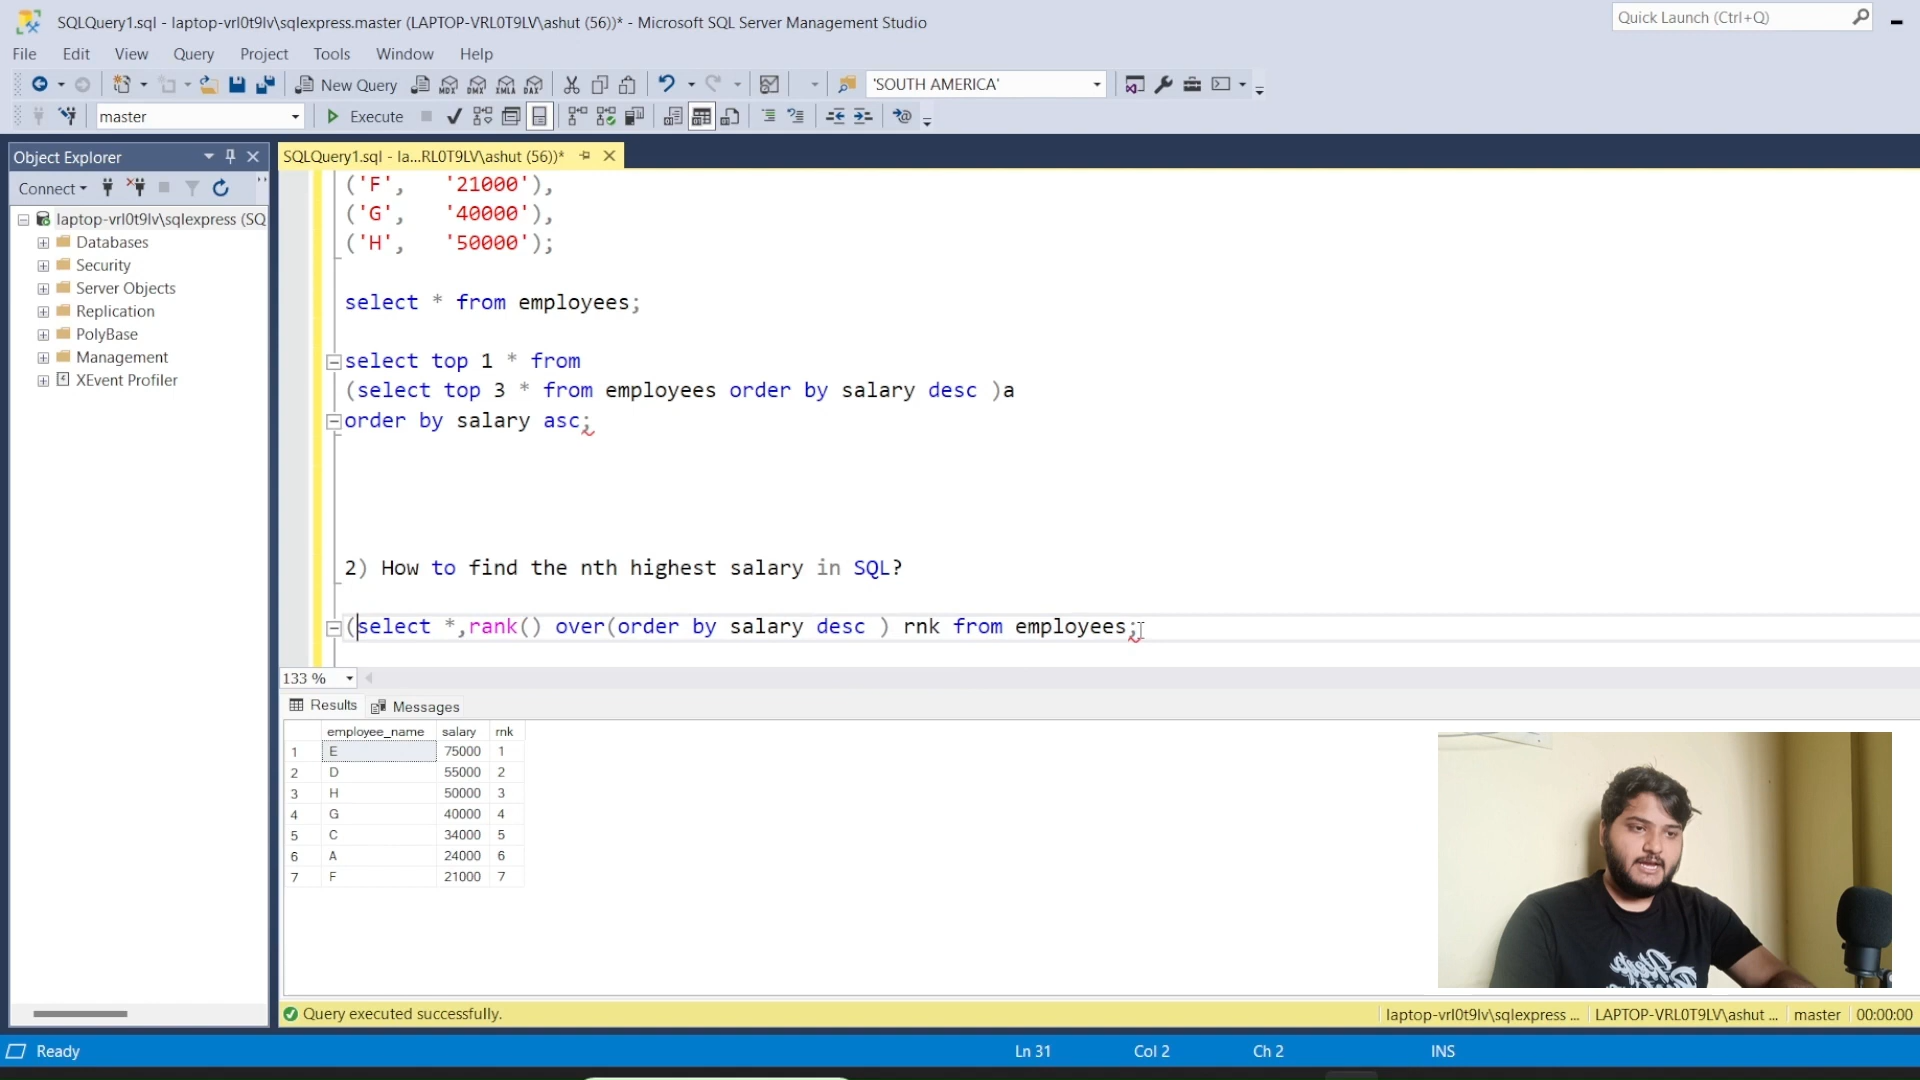 SQLQuery1.sql - laptop-vrl0t9lv\sqlexpress.master (LAPTOP-VRL0T9LV\ashut (56))* - Microsoft SQL Server Management Studio
Quick Launch (Ctrl+Q)
File Edit View Query Project Tools Window Help
New Query MDX DMX XMLA DAX 'SOUTH AMERICA'
master Execute
Object Explorer
SQLQuery1.sql - la...RL0T9LV\ashut (56))*
Connect
laptop-vrl0t9lv\sqlexpress (SQ
Databases
Security
Server Objects
Replication
PolyBase
Management
XEvent Profiler
('F', '21000'),
('G', '40000'),
('H', '50000');
select * from employees;
select top 1 * from
(select top 3 * from employees order by salary desc )a
order by salary asc;
2) How to find the nth highest salary in SQL?
(select *,rank() over(order by salary desc ) rnk from employees;
133 %
Results Messages
employee_name salary rnk
1 E 75000 1
2 D 55000 2
3 H 50000 3
4 G 40000 4
5 C 34000 5
6 A 24000 6
7 F 21000 7
Query executed successfully.
laptop-vrl0t9lv\sqlexpress ... LAPTOP-VRL0T9LV\ashut ... master 00:00:00
Ready Ln 31 Col 2 Ch 2 INS